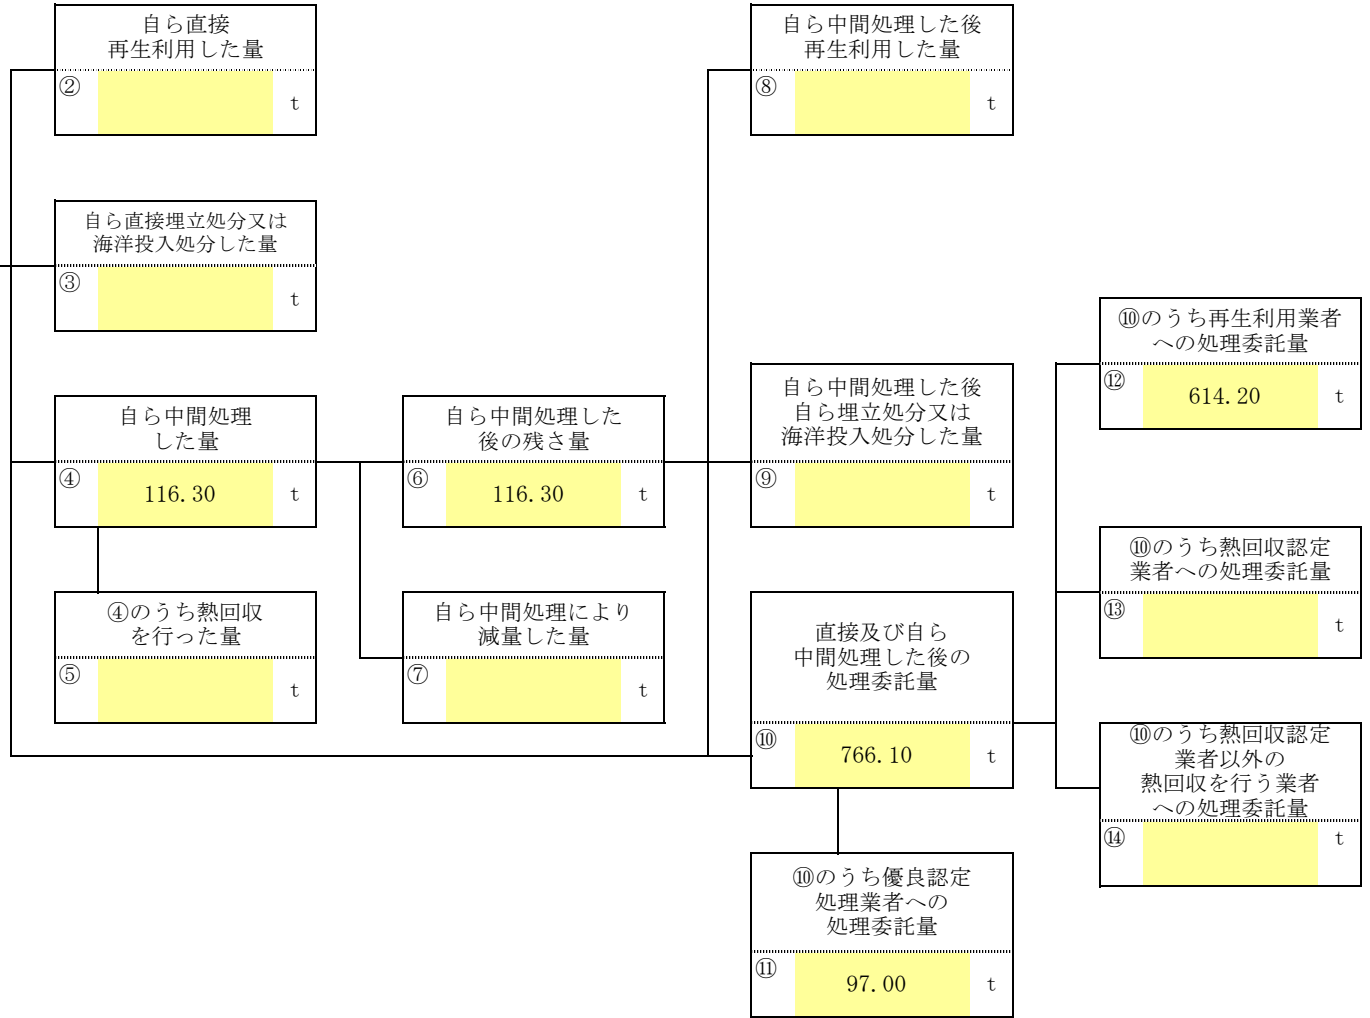 自ら直接
再生利用した量
②
t
自ら中間処理した後
再生利用した量
⑧
t
自ら直接埋立処分又は
海洋投入処分した量
③
t
⑩のうち再生利用業者
への処理委託量
⑫
614.20
t
自ら中間処理
した量
④
116.30
t
自ら中間処理した
後の残さ量
⑥
116.30
t
自ら中間処理した後
自ら埋立処分又は
海洋投入処分した量
⑨
t
⑩のうち熱回収認定
業者への処理委託量
⑬
t
④のうち熱回収
を行った量
⑤
t
自ら中間処理により
減量した量
⑦
t
直接及び自ら
中間処理した後の
処理委託量
⑩
766.10
t
⑩のうち熱回収認定
業者以外の
熱回収を行う業者
への処理委託量
⑭
t
⑩のうち優良認定
処理業者への
処理委託量
⑪
97.00
t